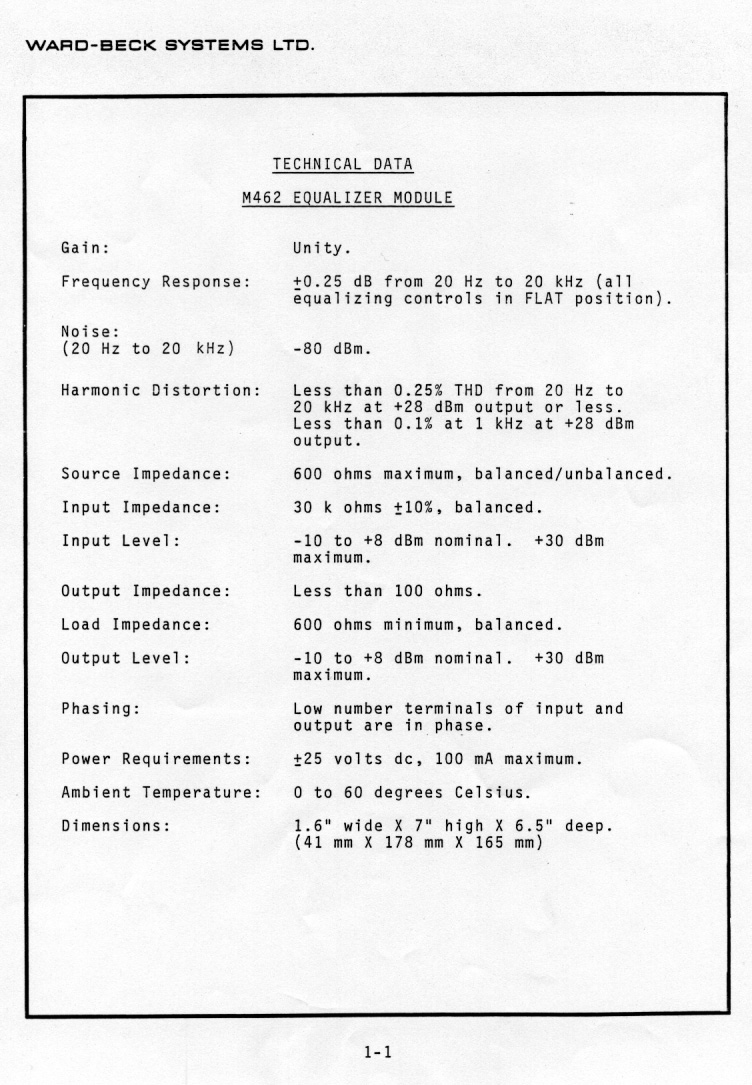 WARD-BECK SYSTEMS LTD.
TECHNICAL DATA
M462 EQUALIZER MODULE
Gain: Unity.
Frequency Response: ±0.25 dB from 20 Hz to 20 kHz (all
equalizing controls in FLAT position).
Noise:
(20 Hz to 20 kHz) -80 dBm.
Harmonic Distortion: Less than 0.25% THD from 20 Hz to
20 kHz at +28 dBm output or less.
Less than 0.1% at 1 kHz at +28 dBm
output.
Source Impedance: 600 ohms maximum, balanced/unbalanced.
Input Impedance: 30 k ohms ±10%, balanced.
Input Level: -10 to +8 dBm nominal. +30 dBm
maximum.
Output Impedance: Less than 100 ohms.
Load Impedance: 600 ohms minimum, balanced.
Output Level: -10 to +8 dBm nominal. +30 dBm
maximum.
Phasing: Low number terminals of input and
output are in phase.
Power Requirements: ±25 volts dc, 100 mA maximum.
Ambient Temperature: 0 to 60 degrees Celsius.
Dimensions: 1.6" wide X 7" high X 6.5" deep.
(41 mm X 178 mm X 165 mm)
1-1